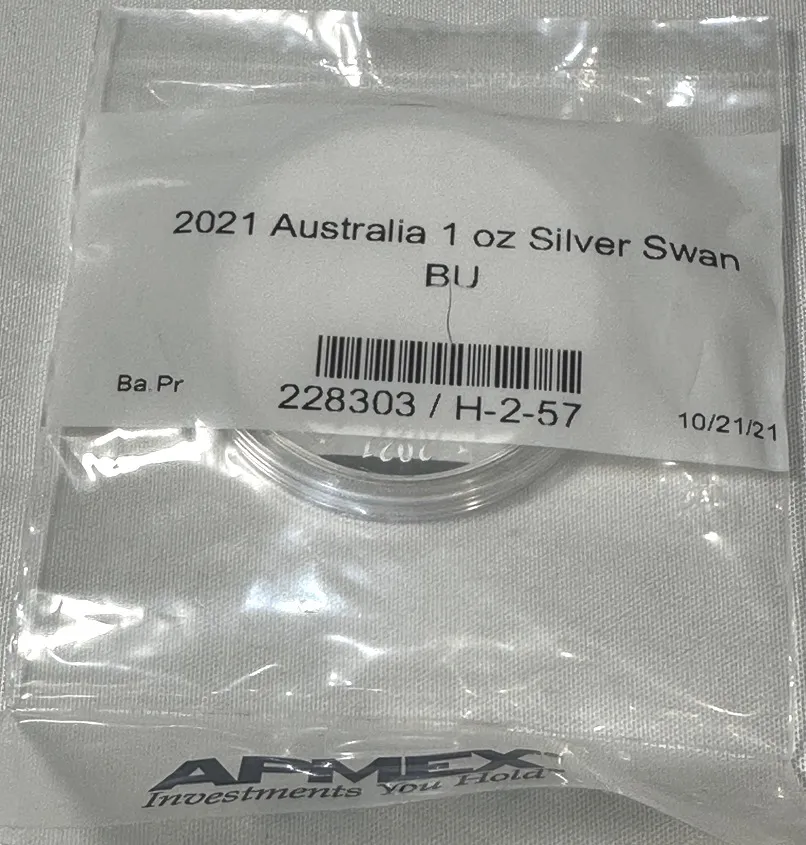 2021 Australia 1 oz Silver Swan
BU
Ba.Pr
228303 / H-2-57
10/21/21
2021
APMEX
Investments You Hold